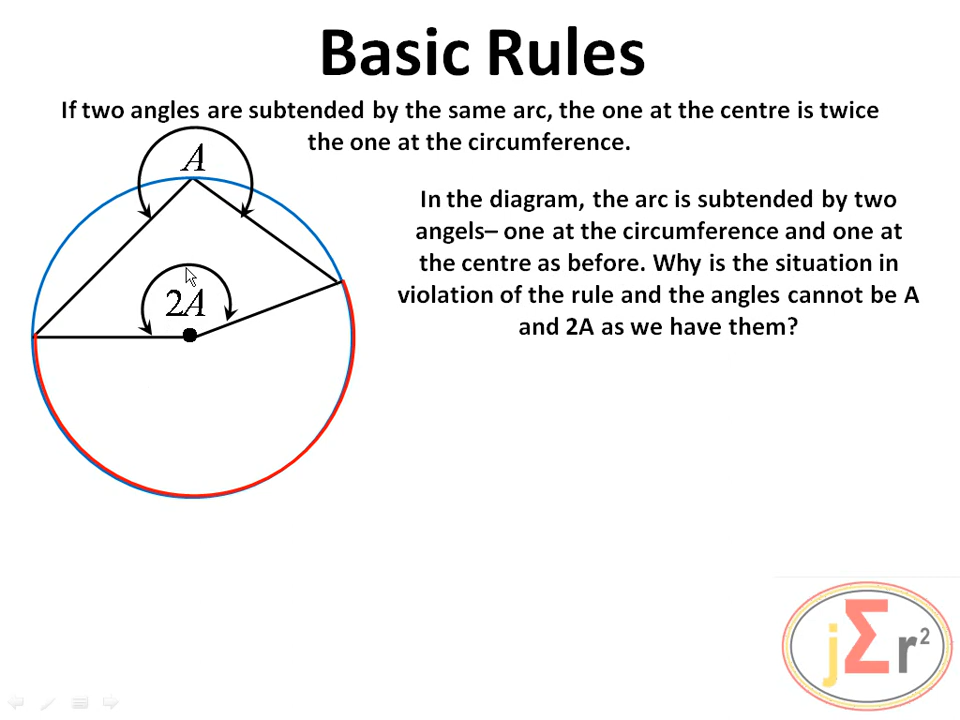 Basic Rules
If two angles are subtended by the same arc, the one at the centre is twice
the one at the circumference.
A
In the diagram, the arc is subtended by two
angels– one at the circumference and one at
the centre as before. Why is the situation in
violation of the rule and the angles cannot be A
and 2A as we have them?
2A
jΣr²